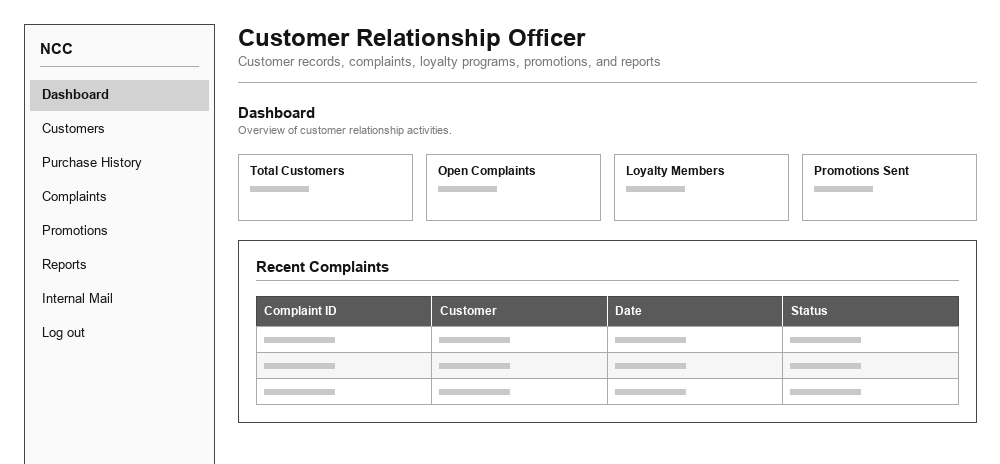 NCC
Dashboard
Customers
Purchase History
Complaints
Promotions
Reports
Internal Mail
Log out
Customer Relationship Officer
Customer records, complaints, loyalty programs, promotions, and reports
Dashboard
Overview of customer relationship activities.
Total Customers
Open Complaints
Loyalty Members
Promotions Sent
Recent Complaints
Complaint ID
Customer
Date
Status